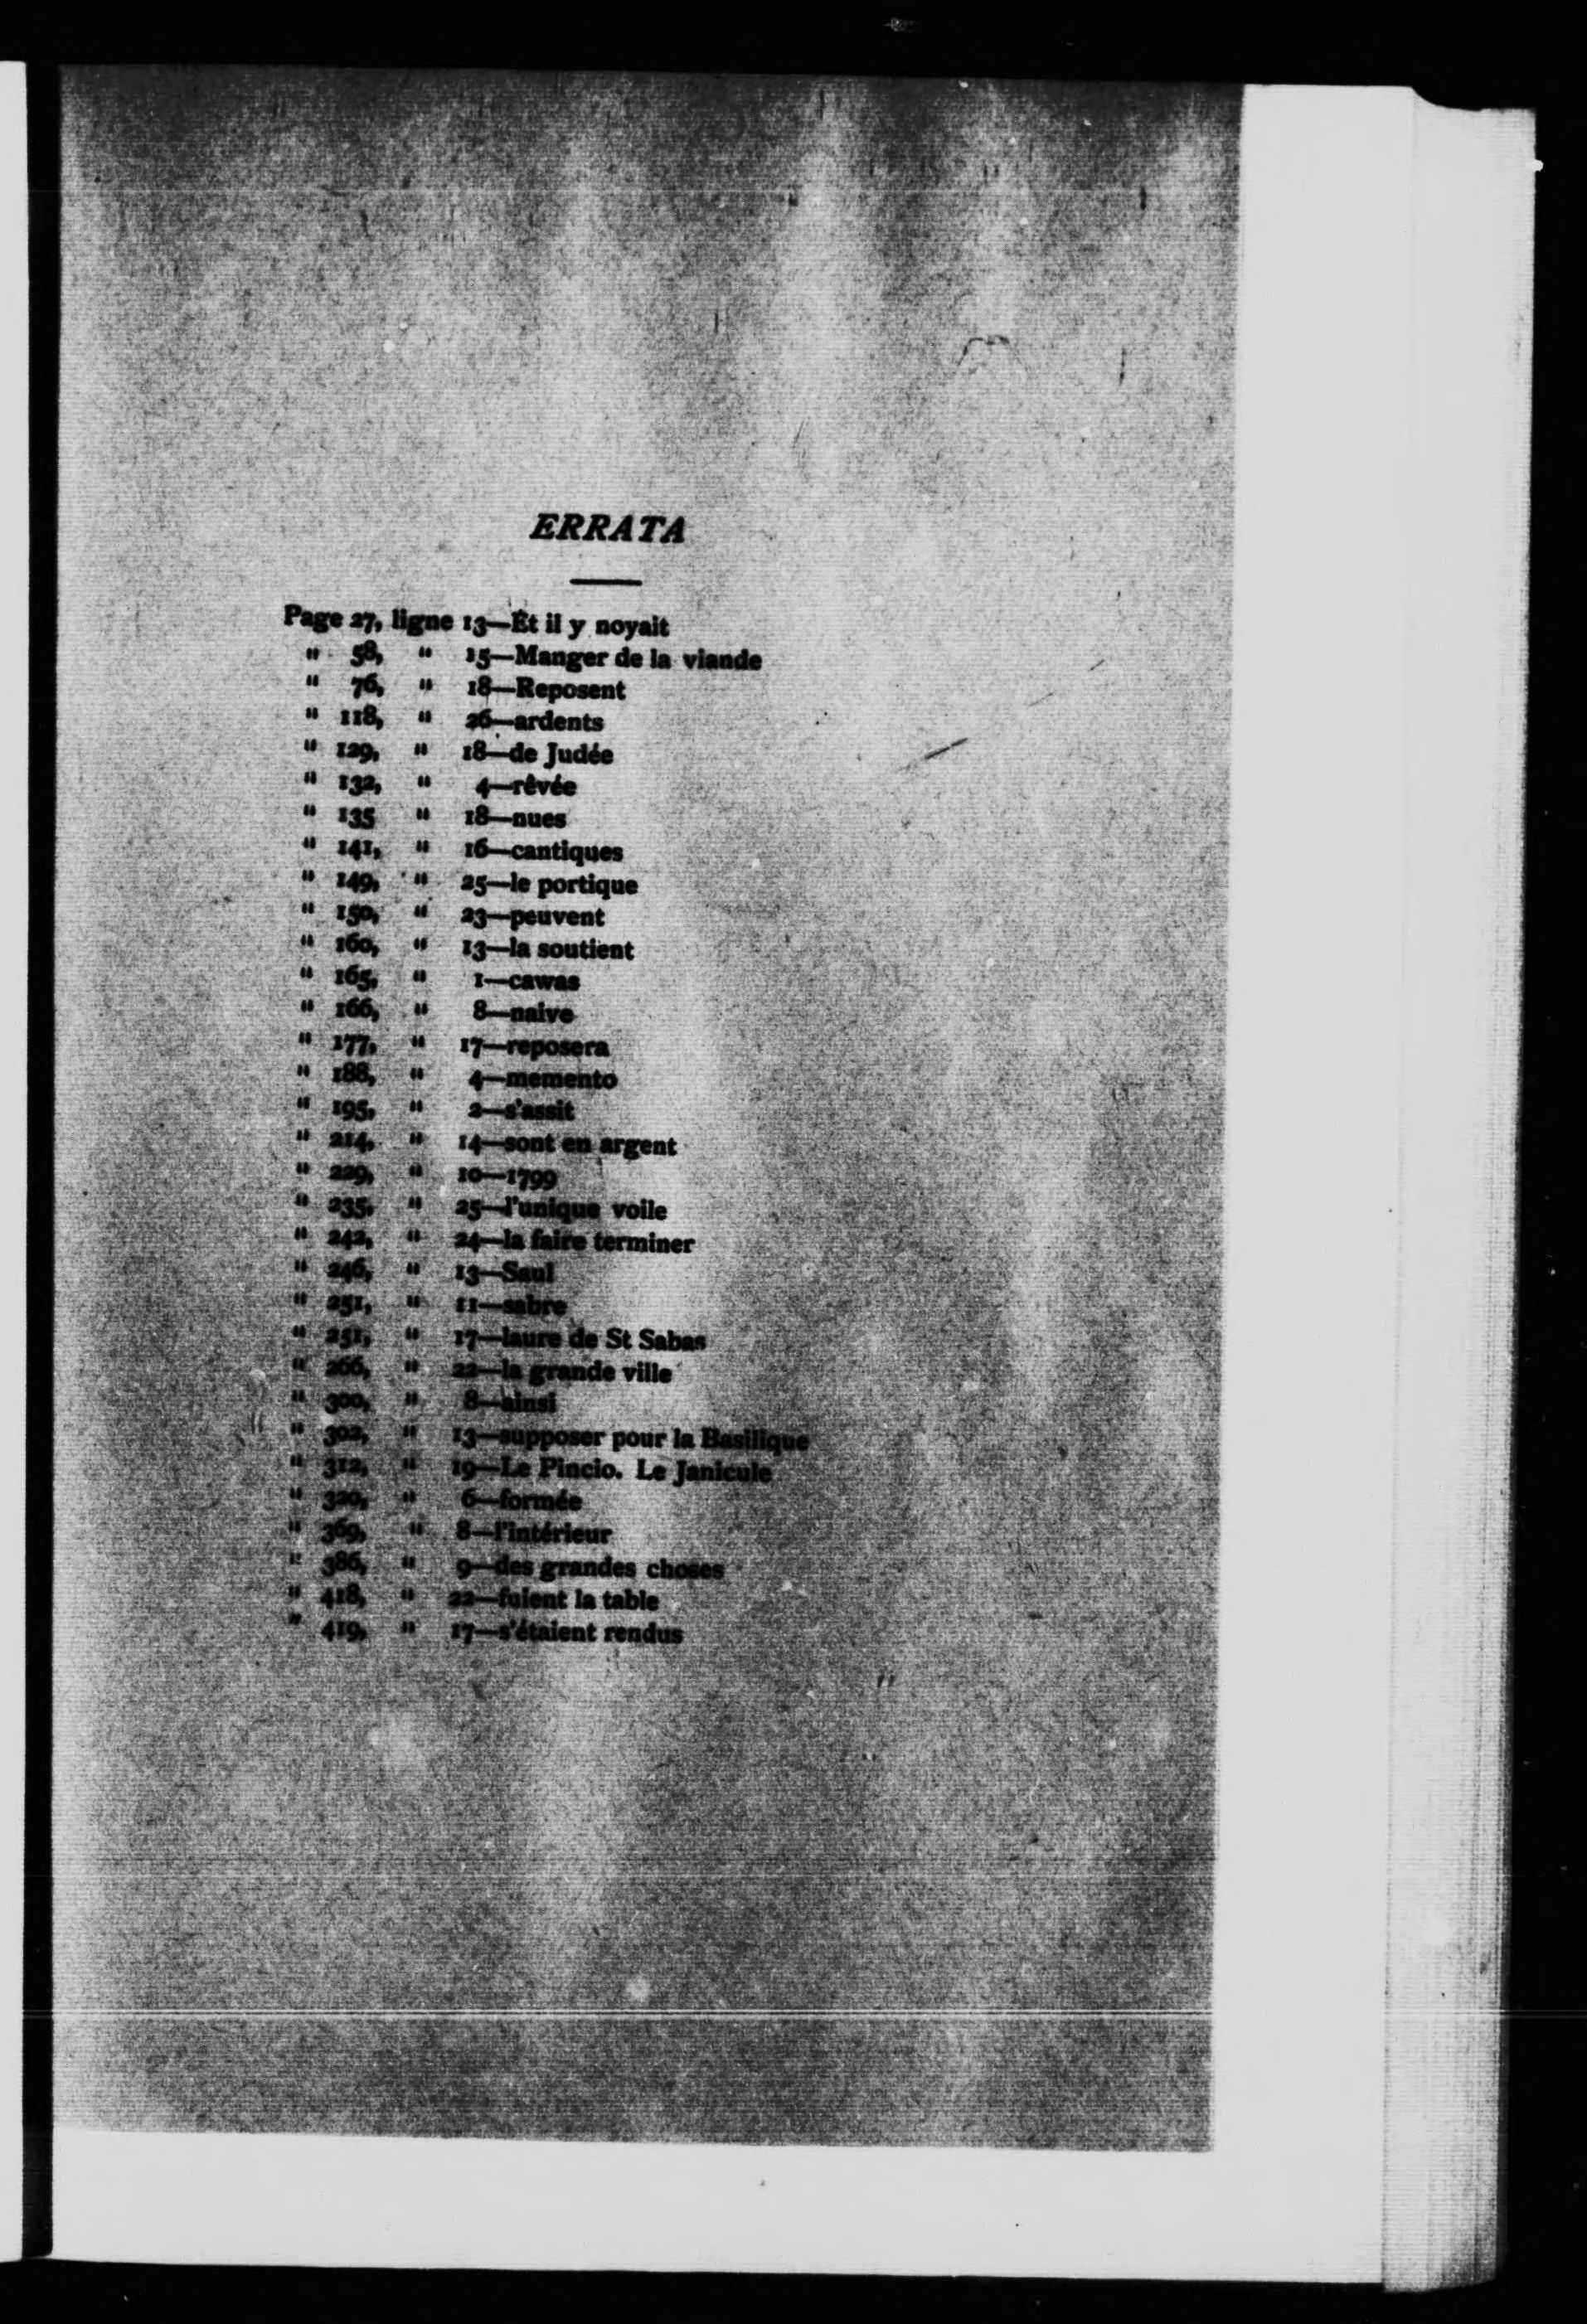 ERRATA
Page 27, ligne 13—Et il y noyait
" 58, " 15—Manger de la viande
" 76, " 18—Reposent
" 118, " 26—ardents
" 129, " 18—de Judée
" 132, " 4—rêvée
" 135 " 18—nues
" 141, " 16—cantiques
" 149, " 25—le portique
" 150, " 23—peuvent
" 160, " 13—la soutient
" 165, " 1—cawas
" 166, " 8—naive
" 177, " 17—reposera
" 188, " 4—memento
" 195, " 2—s'assit
" 214, " 14—sont en argent
" 229, " 10—1799
" 235, " 25—l'unique voile
" 242, " 24—la faire terminer
" 246, " 13—Saul
" 251, " 11—sabre
" 251, " 17—laure de St Sabas
" 266, " 22—la grande ville
" 300, " 8—ainsi
" 302, " 13—supposer pour la Basilique
" 312, " 19—Le Pincio. Le Janicule
" 320, " 6—formée
" 369, " 8—l'intérieur
" 386, " 9—des grandes choses
" 418, " 22—fuient la table
" 419, " 17—s'étaient rendus